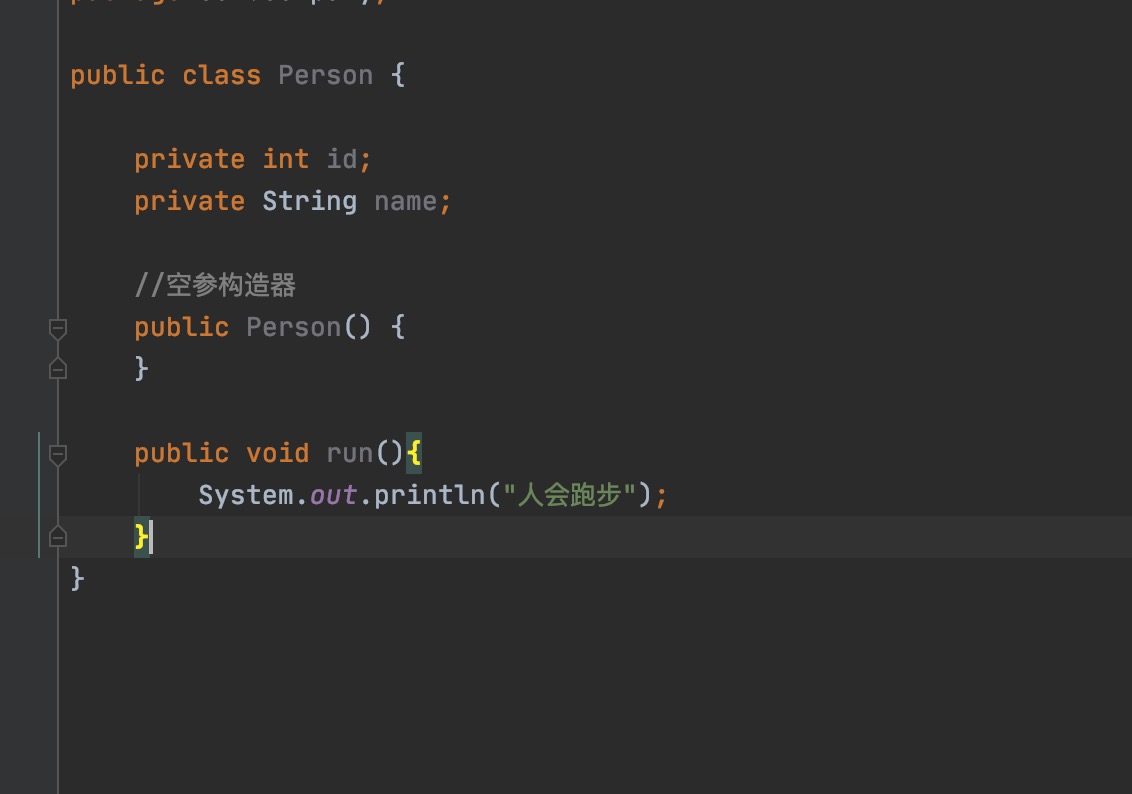 public class Person {
private int id;
private String name;
//空参构造器
public Person() {
}
public void run(){
System.out.println("人会跑步");
}
}